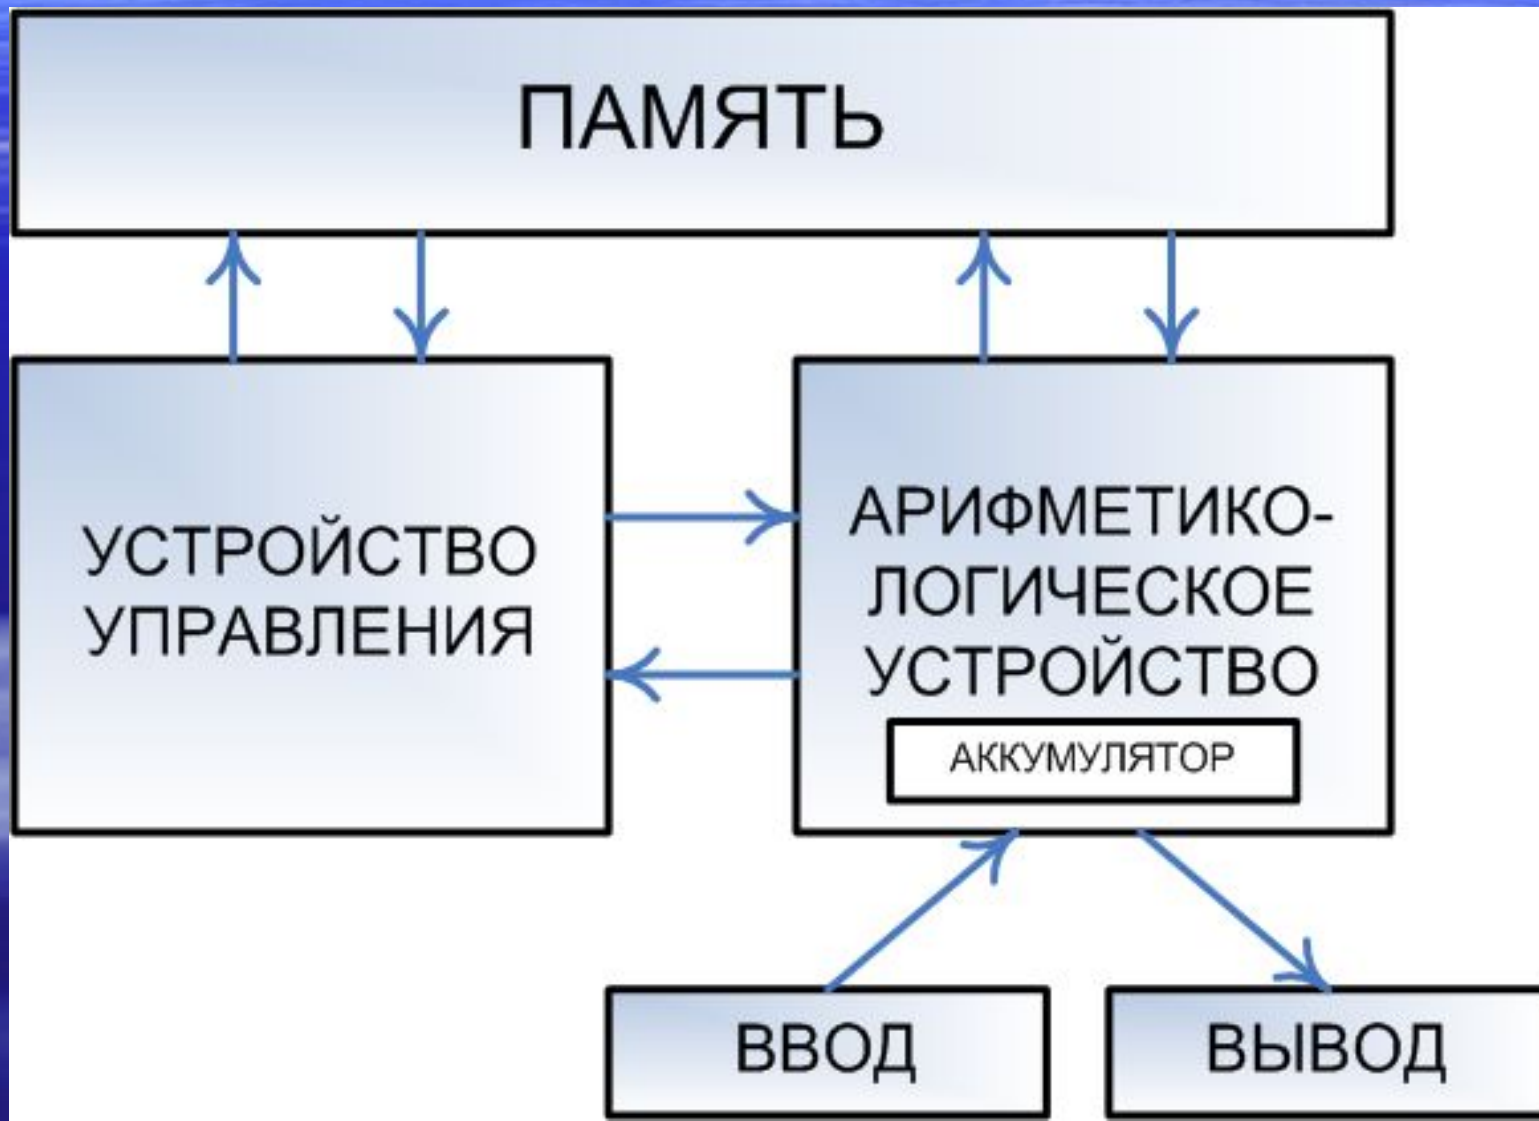 ПАМЯТЬ
УСТРОЙСТВО
УПРАВЛЕНИЯ
АРИФМЕТИКО-
ЛОГИЧЕСКОЕ
УСТРОЙСТВО
АККУМУЛЯТОР
ВВОД
ВЫВОД